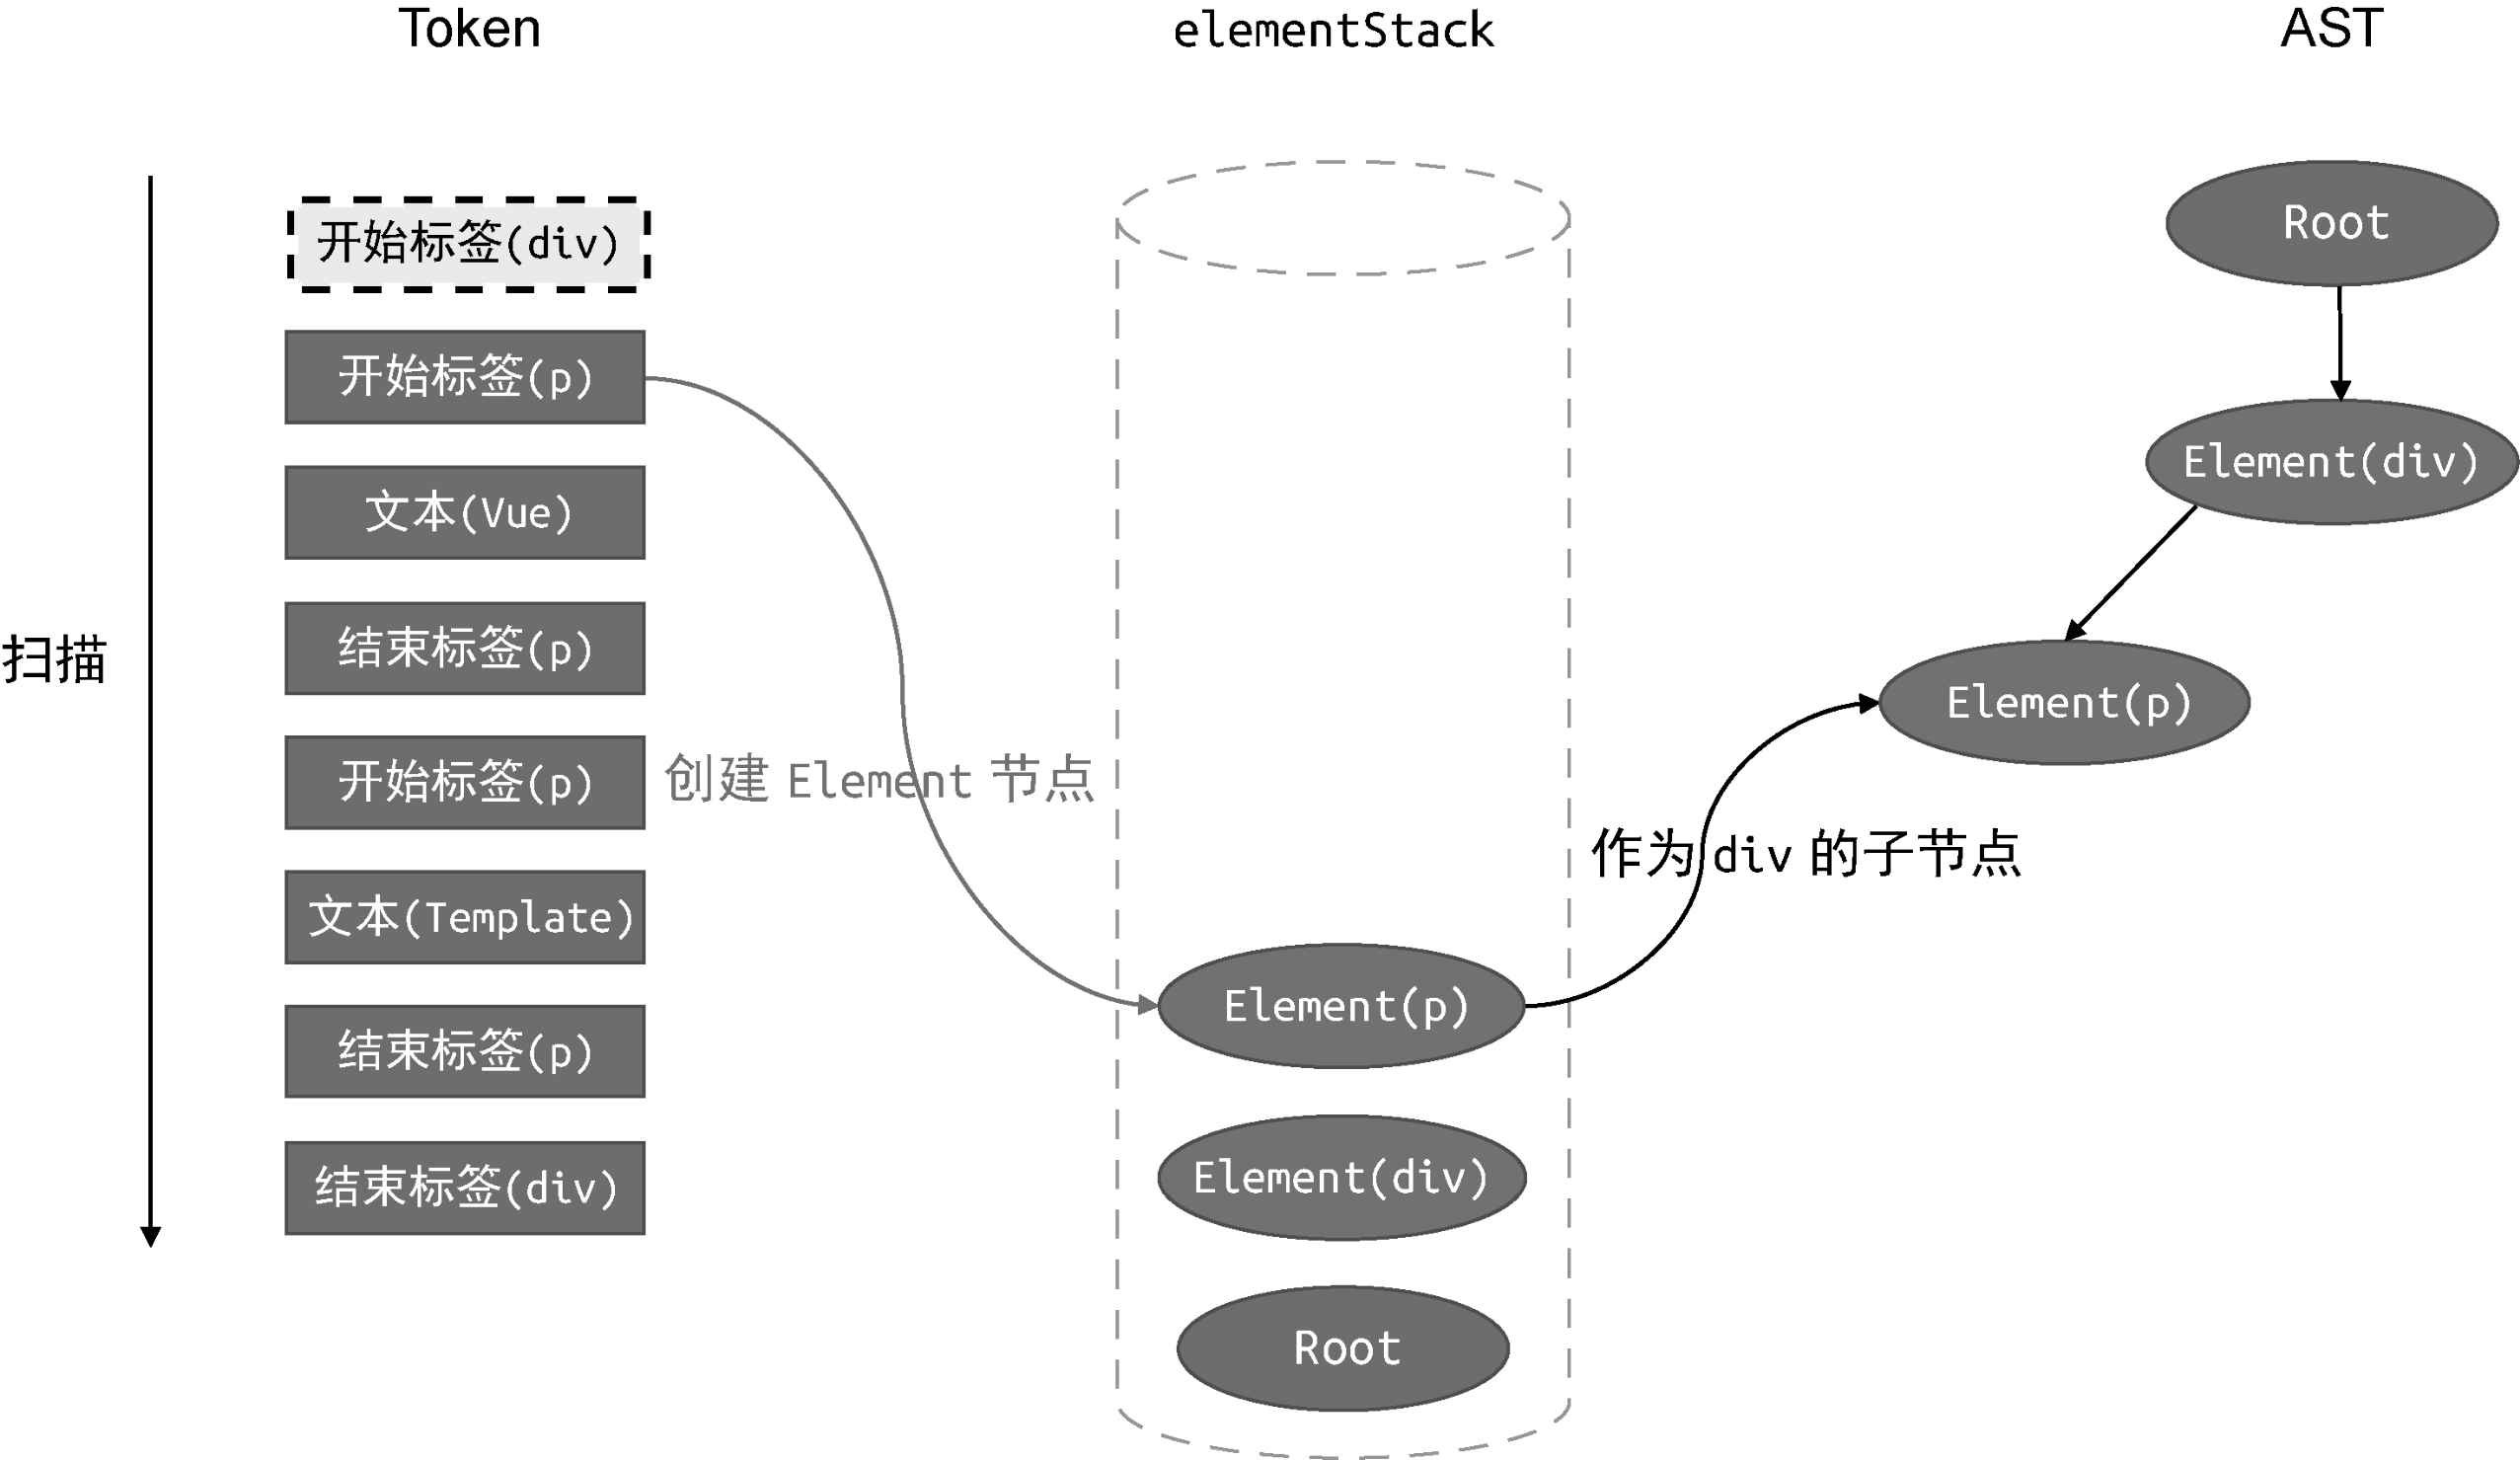 Token
elementStack
AST
扫描
开始标签(div)
开始标签(p)
文本(Vue)
结束标签(p)
开始标签(p)
文本(Template)
结束标签(p)
结束标签(div)
创建 Element 节点
Element(p)
Element(div)
Root
作为 div 的子节点
Root
Element(div)
Element(p)